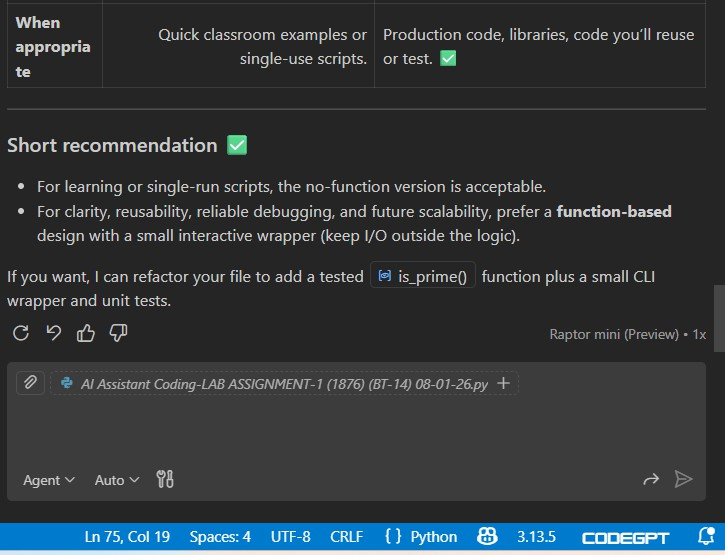 When
appropria
te
Quick classroom examples or
single-use scripts.
Production code, libraries, code you’ll reuse
or test. ✅
Short recommendation ✅
• For learning or single-run scripts, the no-function version is acceptable.
• For clarity, reusability, reliable debugging, and future scalability, prefer a function-based
design with a small interactive wrapper (keep I/O outside the logic).
If you want, I can refactor your file to add a tested is_prime() function plus a small CLI
wrapper and unit tests.
Raptor mini (Preview) • 1x
AI Assistant Coding-LAB ASSIGNMENT-1 (1876) (BT-14) 08-01-26.py +
Agent Auto
Ln 75, Col 19 Spaces: 4 UTF-8 CRLF { } Python 3.13.5 CODEGPT